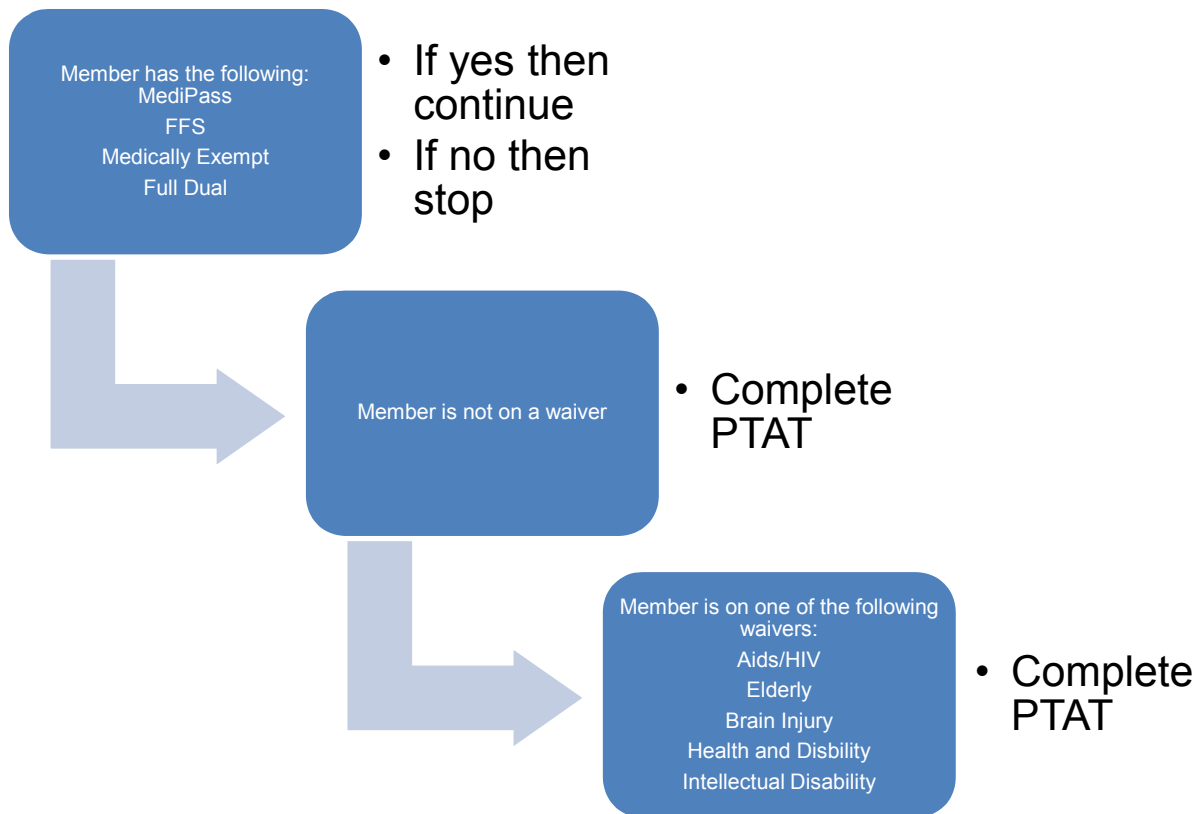 Member has the following:
MediPass
FFS
Medically Exempt
Full Dual
• If yes then
continue
• If no then
stop
Member is not on a waiver
• Complete
PTAT
Member is on one of the following
waivers:
Aids/HIV
Elderly
Brain Injury
Health and Disbility
Intellectual Disability
• Complete
PTAT